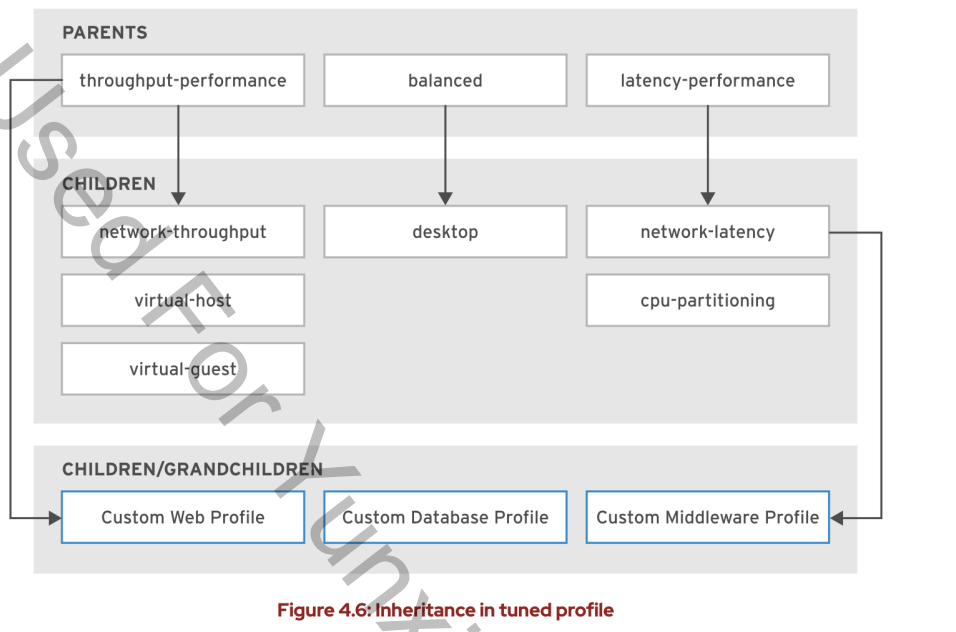 PARENTS
throughput-performance
balanced
latency-performance
CHILDREN
network-throughput
desktop
network-latency
virtual-host
cpu-partitioning
virtual-guest
CHILDREN/GRANDCHILDREN
Custom Web Profile
Custom Database Profile
Custom Middleware Profile
Figure 4.6: Inheritance in tuned profile
Used For